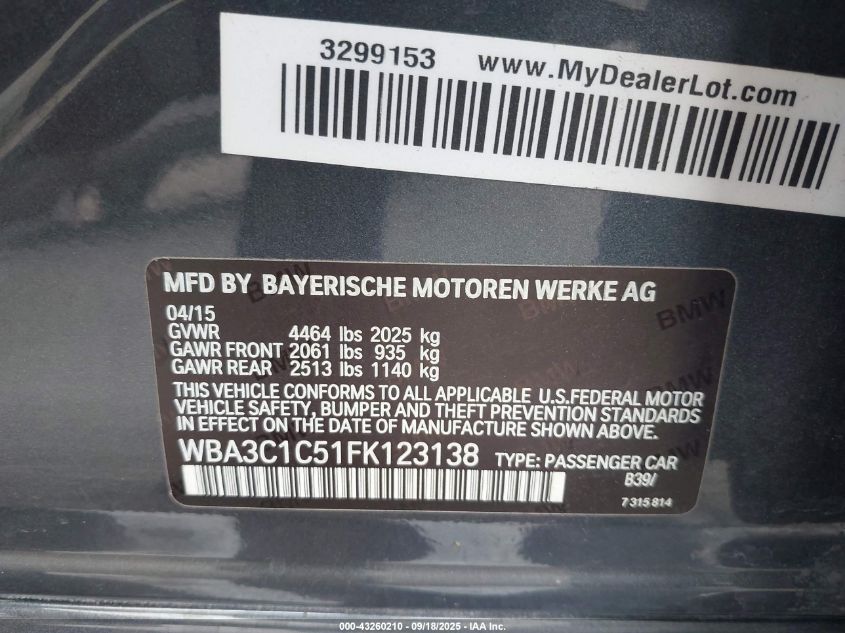 3299153 www.MyDealerLot.com
MFD BY BAYERISCHE MOTOREN WERKE AG
04/15
GVWR 4464 lbs 2025 kg
GAWR FRONT 2061 lbs 935 kg
GAWR REAR 2513 lbs 1140 kg
THIS VEHICLE CONFORMS TO ALL APPLICABLE U.S.FEDERAL MOTOR
VEHICLE SAFETY, BUMPER AND THEFT PREVENTION STANDARDS
IN EFFECT ON THE DATE OF MANUFACTURE SHOWN ABOVE.
WBA3C1C51FK123138 TYPE: PASSENGER CAR
B39/
7315814
BMW
BMW
000-43260210 - 09/18/2025 - IAA Inc.